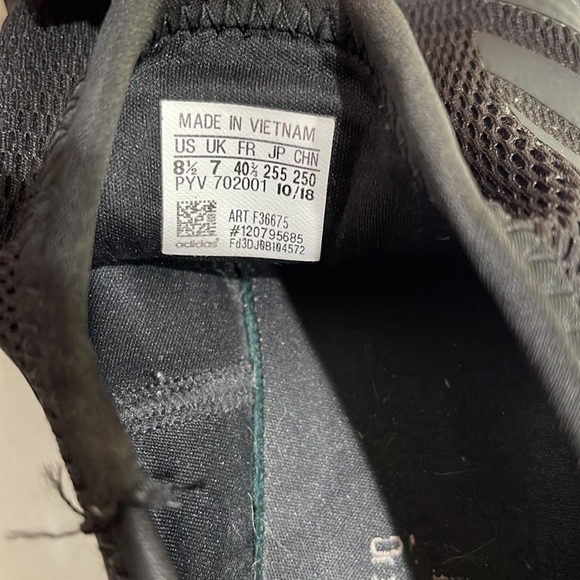 MADE IN VIETNAM
US UK FR JP CHN
8½ 7 40⅔ 255 250
PYV 702001 10/18
ART F36675
#120795685
adidas® Fd3DJ0B104572